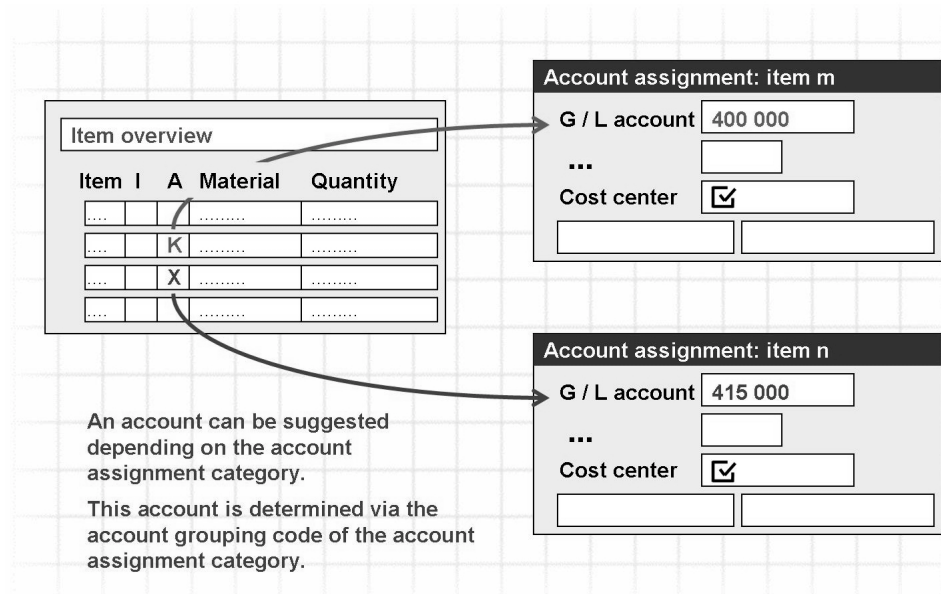 Item overview
Item I A Material Quantity
.... ......... .........
.... K ......... .........
.... X ......... .........
.... ......... .........
Account assignment: item m
G / L account 400 000
...
Cost center
Account assignment: item n
G / L account 415 000
...
Cost center
An account can be suggested
depending on the account
assignment category.
This account is determined via the
account grouping code of the account
assignment category.